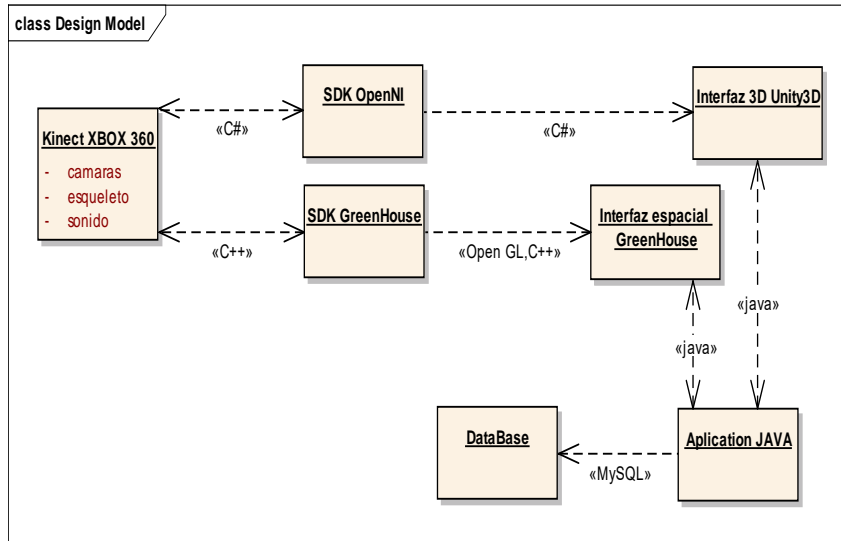 class Design Model
SDK OpenNI
Interfaz 3D Unity3D
«C#»
«C#»
Kinect XBOX 360
- camaras
- esqueleto
- sonido
SDK GreenHouse
Interfaz espacial
GreenHouse
«C++»
«Open GL,C++»
«java»
«java»
DataBase
Aplication JAVA
«MySQL»